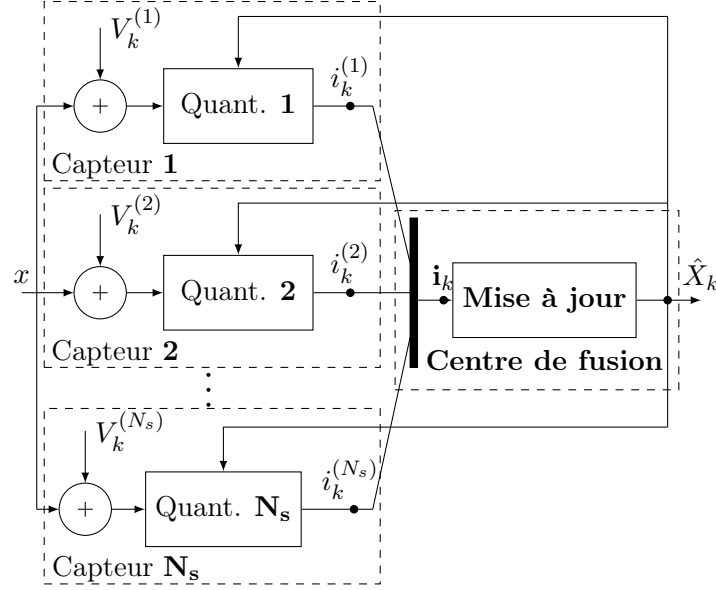 V_k^{(1)}
i_k^{(1)}
+
Quant. 1
Capteur 1
V_k^{(2)}
i_k^{(2)}
x
+
Quant. 2
i_k
Mise à jour
X̂_k
Capteur 2
Centre de fusion
⋮
V_k^{(N_s)}
i_k^{(N_s)}
+
Quant. N_s
Capteur N_s